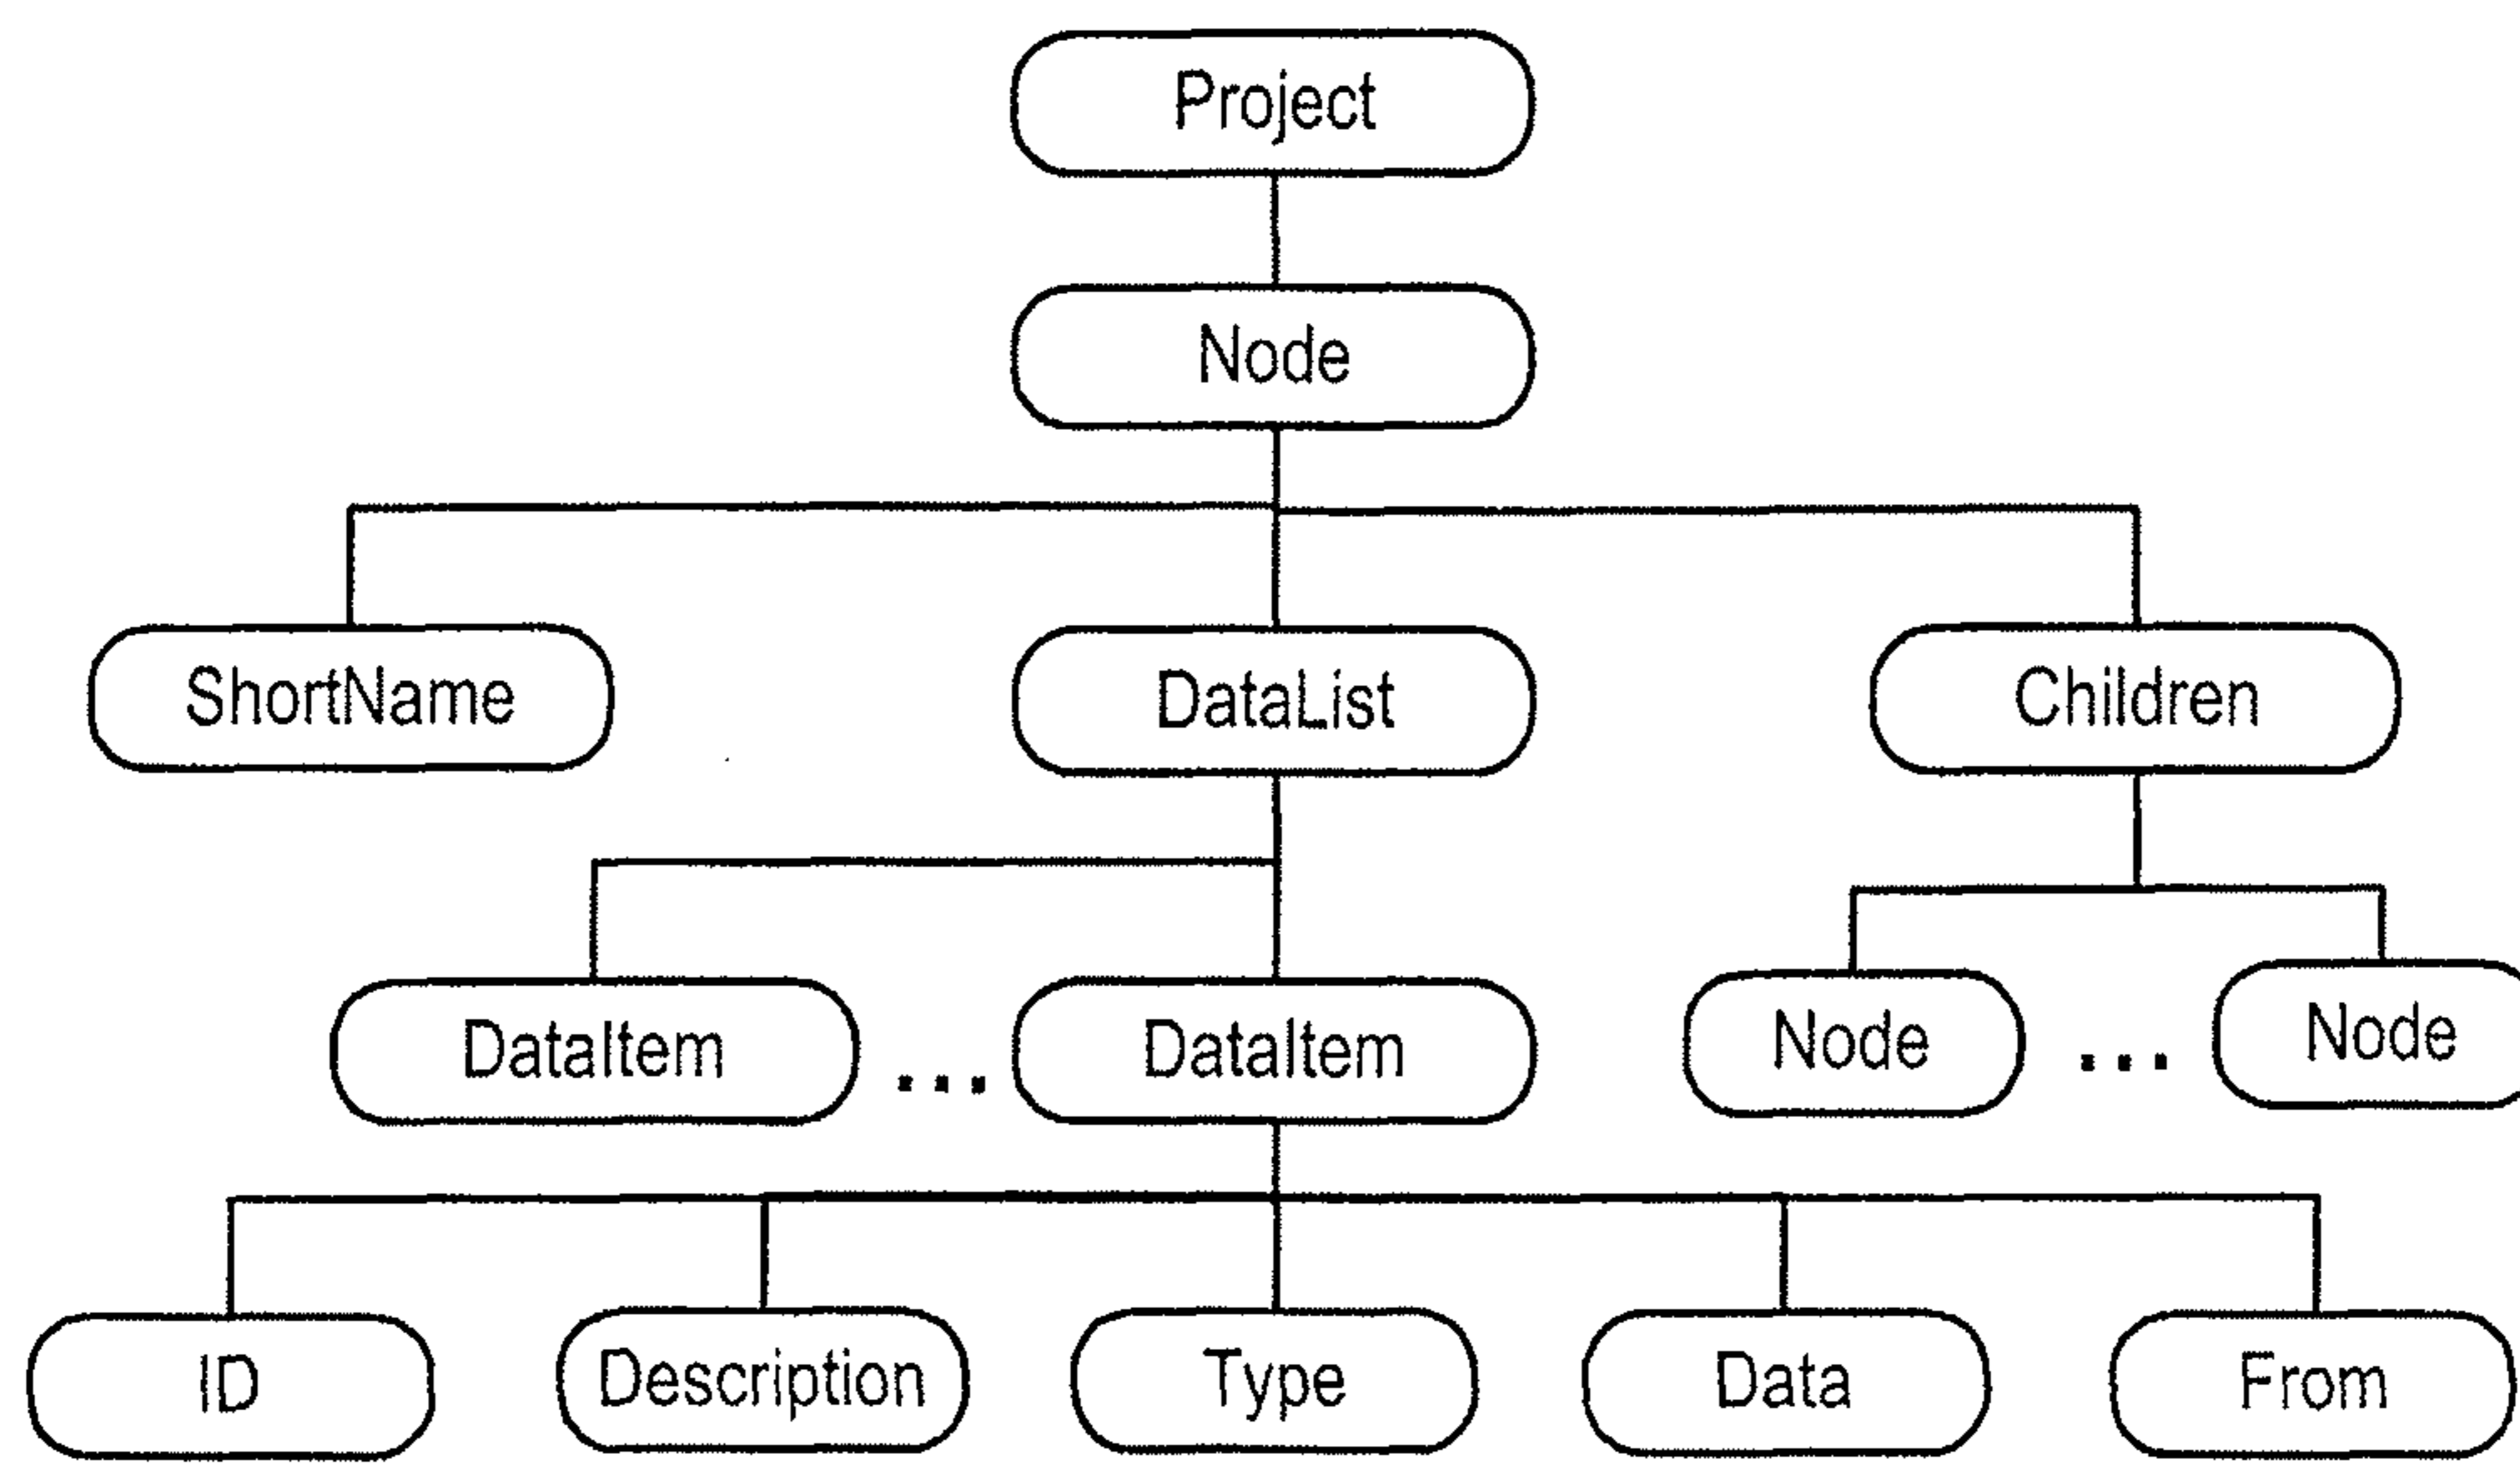 Project
Node
ShortName
DataList
Children
DataItem
...
DataItem
Node
...
Node
ID
Description
Type
Data
From